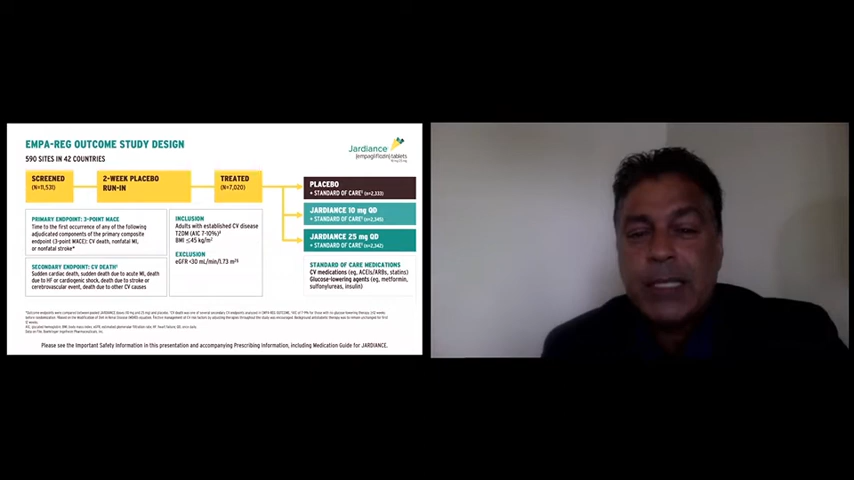 EMPA-REG OUTCOME STUDY DESIGN
590 SITES IN 42 COUNTRIES
Jardiance
(empagliflozin) tablets
SCREENED
(N=11,531)
2-WEEK PLACEBO
RUN-IN
TREATED
(N=7,020)
PLACEBO
+ STANDARD OF CARE (n=2,333)
JARDIANCE 10 mg QD
+ STANDARD OF CARE (n=2,345)
JARDIANCE 25 mg QD
+ STANDARD OF CARE (n=2,342)
PRIMARY ENDPOINT: 3-POINT MACE
Time to the first occurrence of any of the following
adjudicated components of the primary composite
endpoint (3-point MACE): CV death, nonfatal MI,
or nonfatal stroke*
SECONDARY ENDPOINT: CV DEATH
Sudden cardiac death, sudden death due to acute MI, death
due to HF or cardiogenic shock, death due to stroke or
cerebrovascular event, death due to other CV causes
INCLUSION
Adults with established CV disease
T2DM (A1C 7-10%)
BMI ≤45 kg/m²
EXCLUSION
eGFR <30 mL/min/1.73 m²
STANDARD OF CARE MEDICATIONS
CV medications (eg, ACEIs/ARBs, statins)
Glucose-lowering agents (eg, metformin,
sulfonylureas, insulin)
Please see the Important Safety Information in this presentation and accompanying Prescribing Information, including Medication Guide for JARDIANCE.